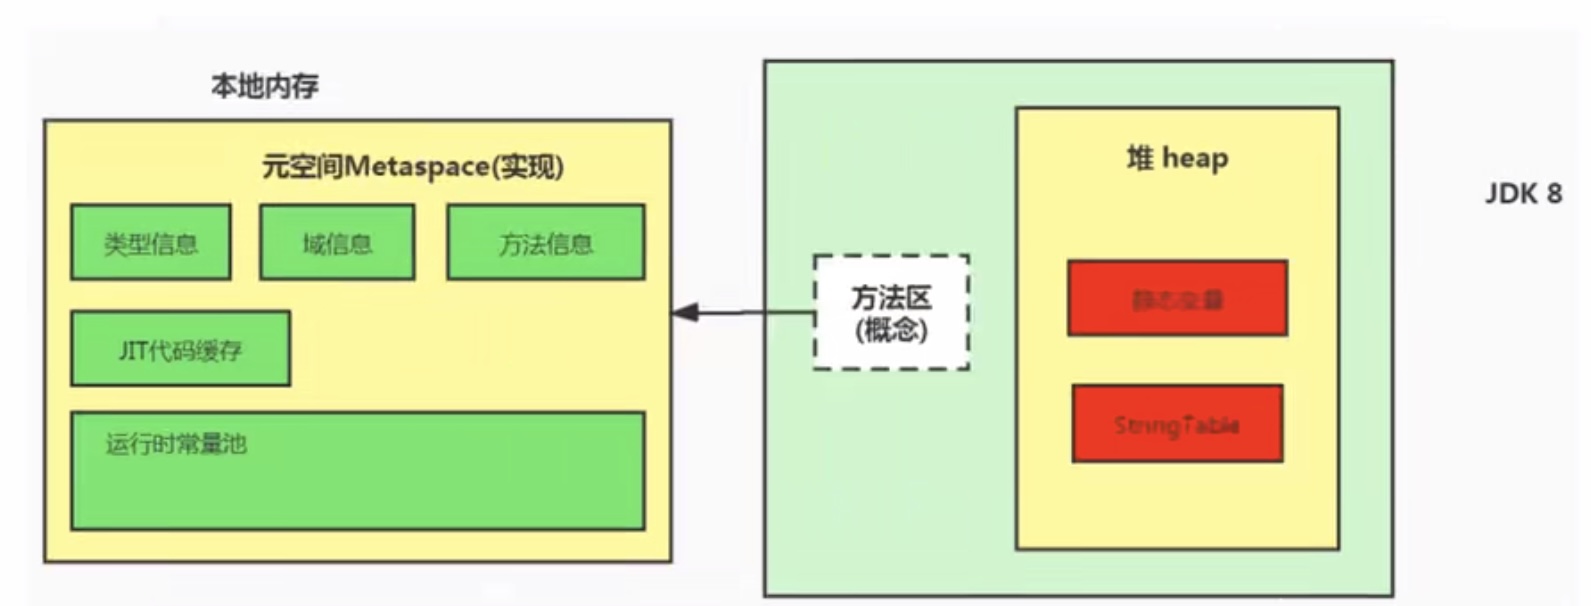 本地内存
元空间Metaspace(实现)
类型信息
域信息
方法信息
JIT代码缓存
运行时常量池
方法区
(概念)
堆 heap
静态变量
StringTable
JDK 8